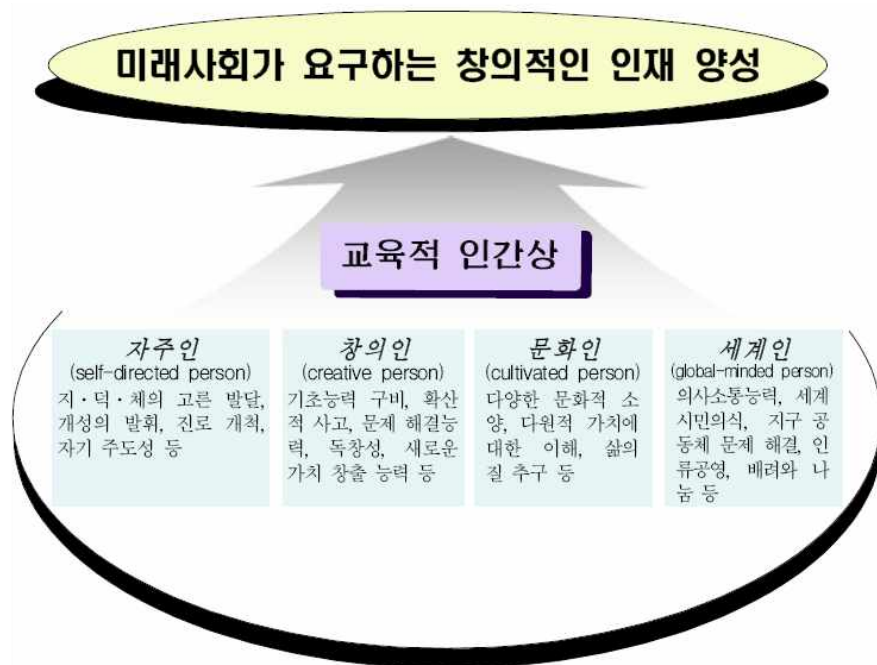 미래사회가 요구하는 창의적인 인재 양성
교육적 인간상
자주인
(self-directed person)
지·덕·체의 고른 발달,
개성의 발휘, 진로 개척,
자기 주도성 등
창의인
(creative person)
기초능력 구비, 확산
적 사고, 문제 해결능
력, 독창성, 새로운
가치 창출 능력 등
문화인
(cultivated person)
다양한 문화적 소
양, 다원적 가치에
대한 이해, 삶의
질 추구 등
세계인
(global-minded person)
의사소통능력, 세계
시민의식, 지구 공
동체 문제 해결, 인
류공영, 배려와 나
눔 등